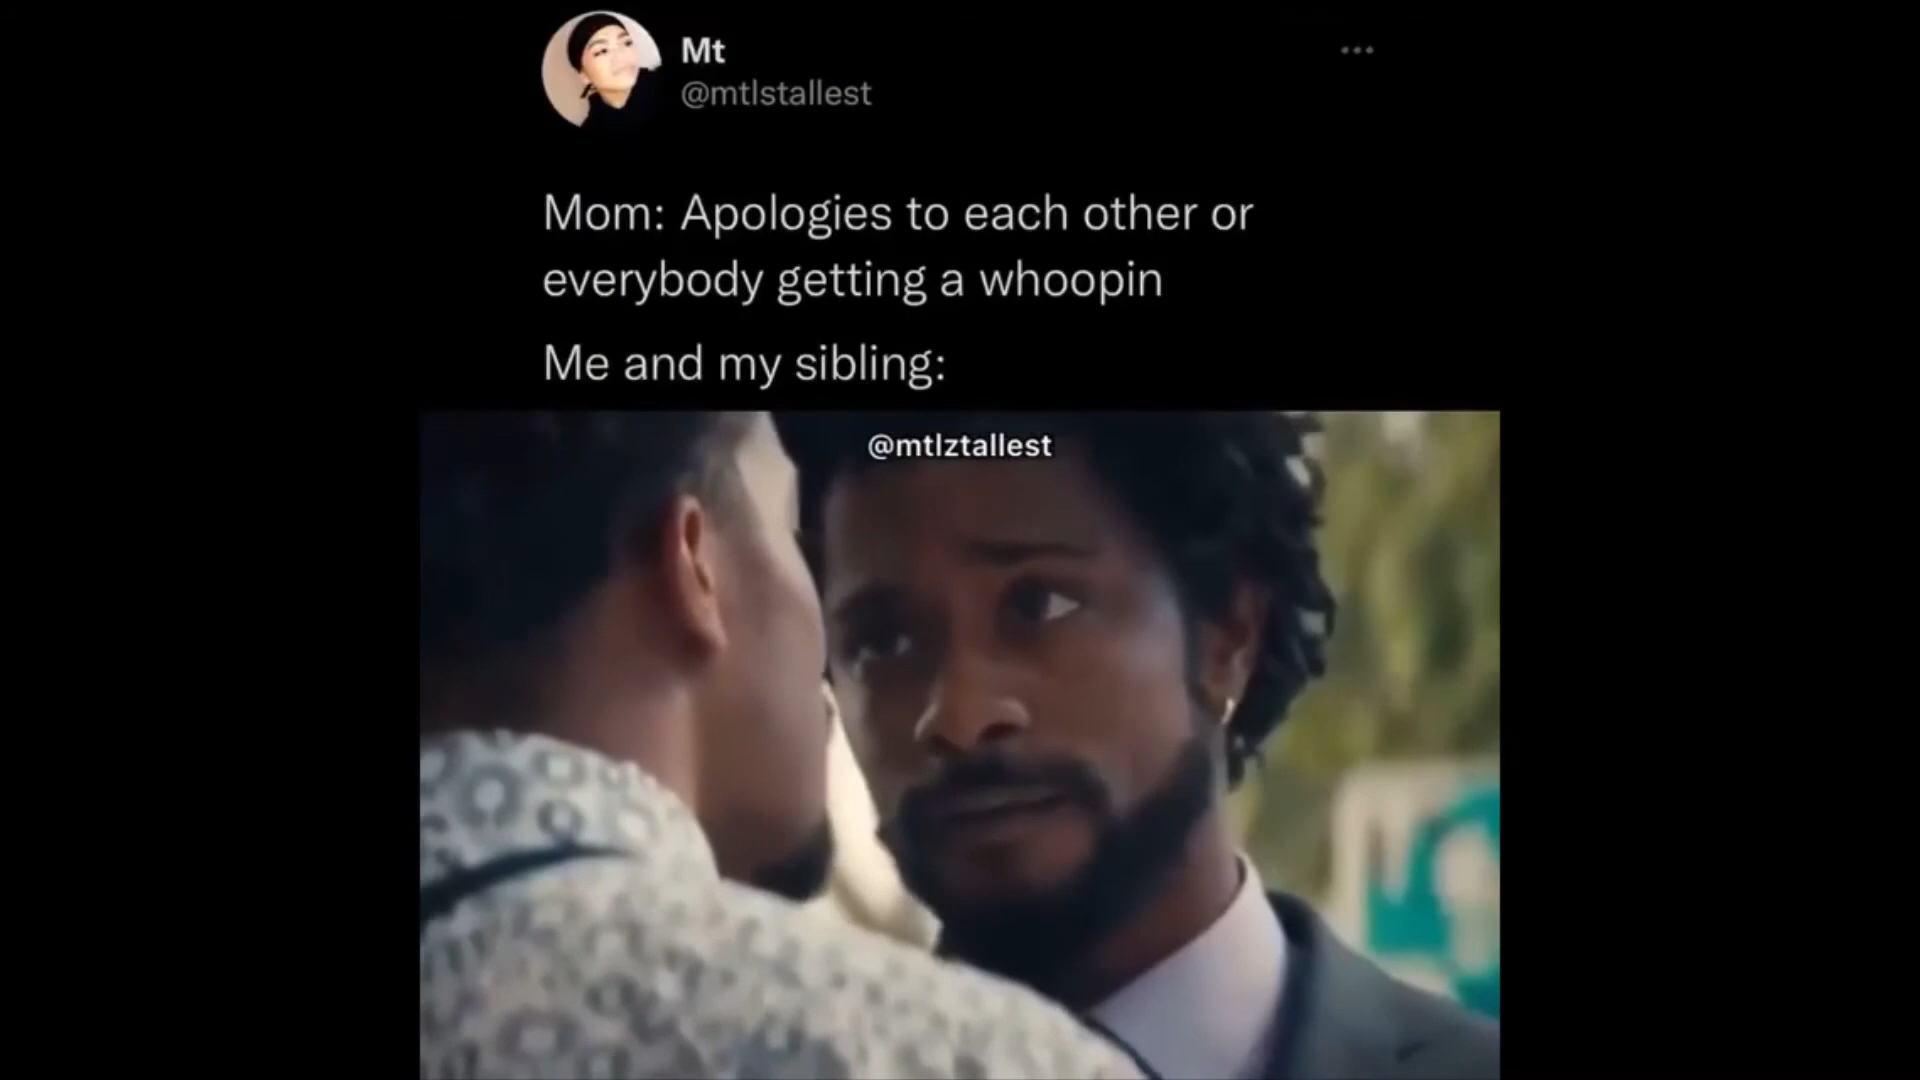 Mt
@mtlstallest
Mom: Apologies to each other or
everybody getting a whoopin
Me and my sibling:
@mtlztallest